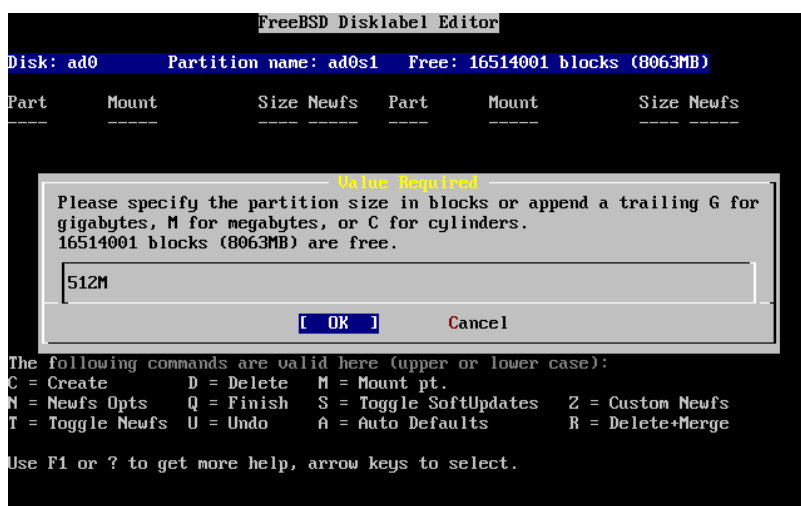 FreeBSD Disklabel Editor
Disk: ad0 Partition name: ad0s1 Free: 16514001 blocks (8063MB)
Part Mount Size Newfs Part Mount Size Newfs
---- ----- ---- ----- ---- ----- ---- -----
Value Required
Please specify the partition size in blocks or append a trailing G for
gigabytes, M for megabytes, or C for cylinders.
16514001 blocks (8063MB) are free.
512M
[ OK ] Cancel
The following commands are valid here (upper or lower case):
C = Create D = Delete M = Mount pt.
N = Newfs Opts Q = Finish S = Toggle SoftUpdates Z = Custom Newfs
T = Toggle Newfs U = Undo A = Auto Defaults R = Delete+Merge
Use F1 or ? to get more help, arrow keys to select.